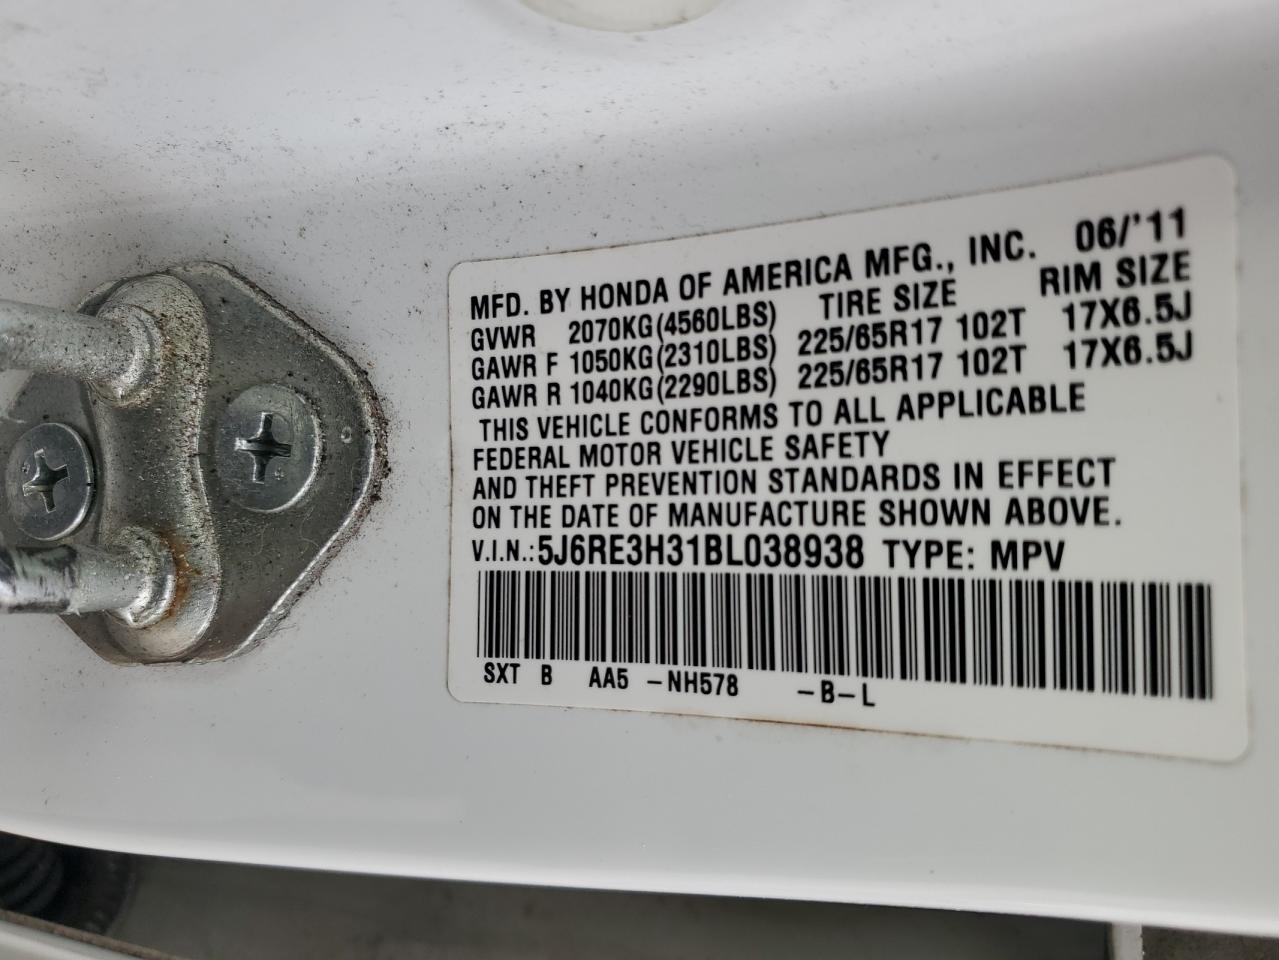 MFD. BY HONDA OF AMERICA MFG., INC. 06/'11
GVWR 2070KG(4560LBS) TIRE SIZE RIM SIZE
GAWR F 1050KG(2310LBS) 225/65R17 102T 17X6.5J
GAWR R 1040KG(2290LBS) 225/65R17 102T 17X6.5J
THIS VEHICLE CONFORMS TO ALL APPLICABLE
FEDERAL MOTOR VEHICLE SAFETY
AND THEFT PREVENTION STANDARDS IN EFFECT
ON THE DATE OF MANUFACTURE SHOWN ABOVE.
V.I.N.: 5J6RE3H31BL038938 TYPE: MPV
SXT B AA5 -NH578 -B-L